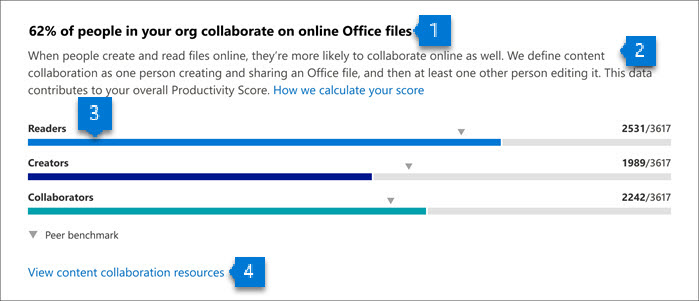 62% of people in your org collaborate on online Office files 1
When people create and read files online, they're more likely to collaborate online as well. We define content 2
collaboration as one person creating and sharing an Office file, and then at least one other person editing it. This data
contributes to your overall Productivity Score. How we calculate your score
3
Readers 2531/3617
Creators 1989/3617
Collaborators 2242/3617
Peer benchmark
View content collaboration resources 4